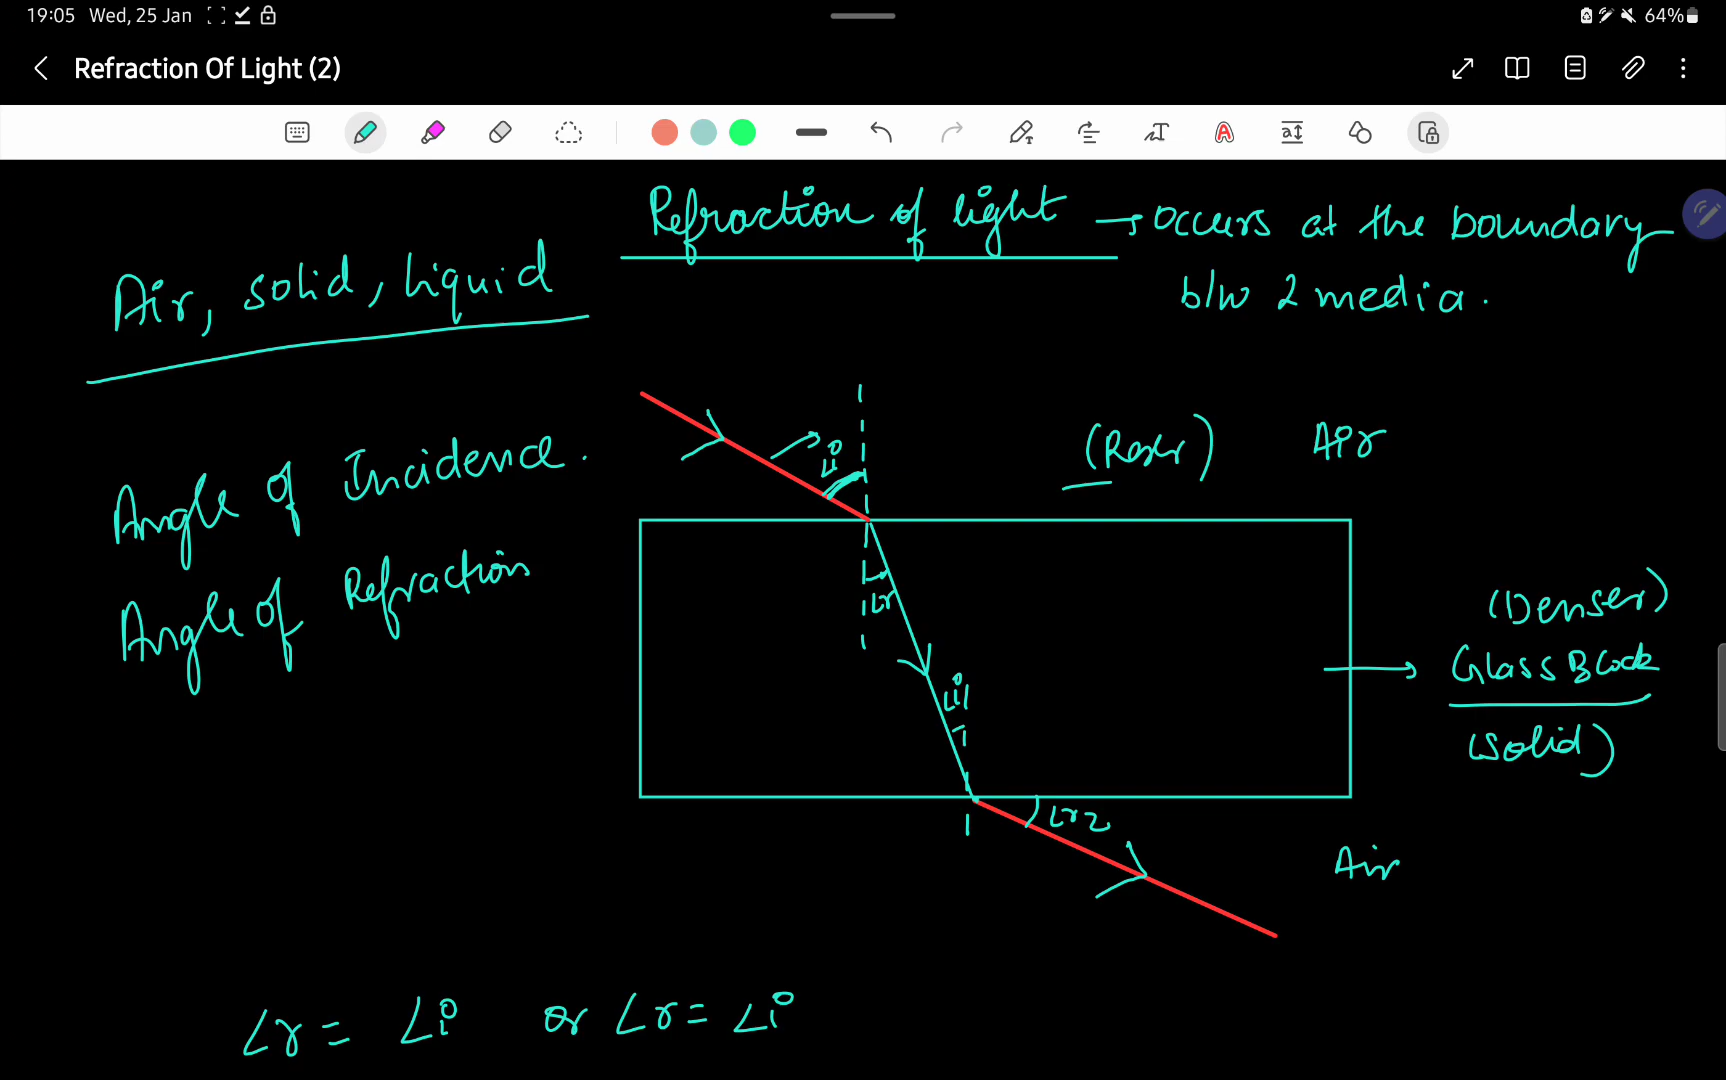 19:05 Wed, 25 Jan
64%
Refraction Of Light (2)
Refraction of light → occurs at the boundary
b/w 2 media.
Air, solid, liquid
Angle of Incidence.
Angle of Refraction
∠i
(Rarer) Air
∠r
(Denser)
Glass Block
(Solid)
∠i1
∠r2
Air
∠r = ∠i or ∠r = ∠i